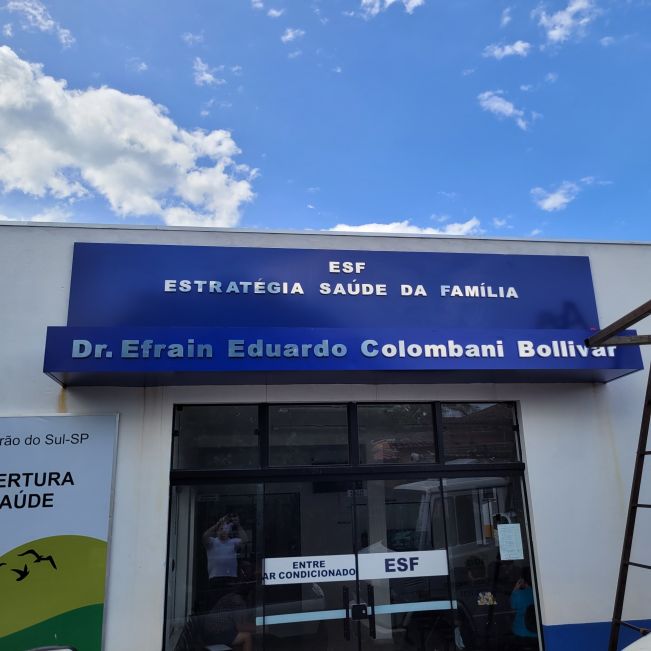 ESF
ESTRATÉGIA SAÚDE DA FAMÍLIA
Dr. Efrain Eduardo Colombani Bollivar
rão do Sul-SP
ERTURA
AÚDE
ENTRE
AR CONDICIONADO
ESF